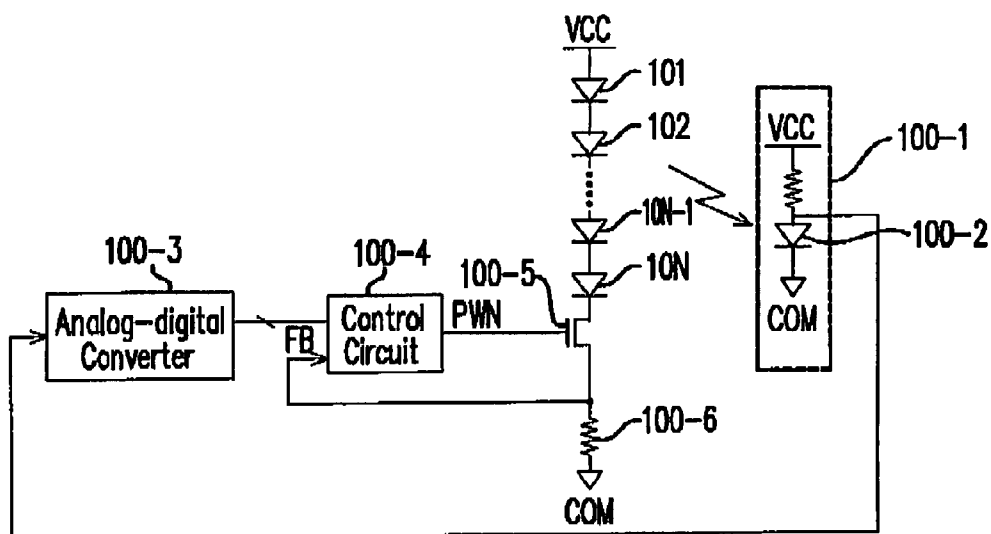 VCC
101
102
10N-1
10N
VCC
100-1
100-2
COM
100-3
100-4
100-5
Analog-digital
Converter
FB
Control
Circuit
PWN
100-6
COM